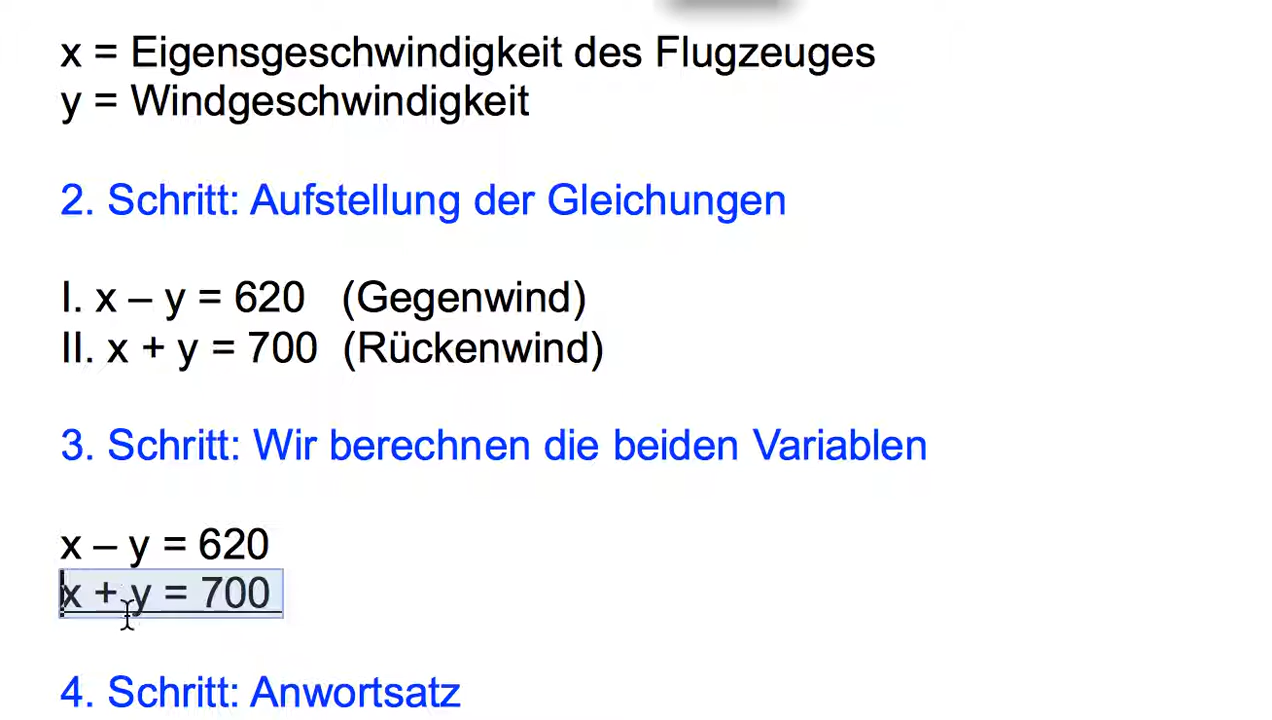 x = Eigensgeschwindigkeit des Flugzeuges
y = Windgeschwindigkeit
2. Schritt: Aufstellung der Gleichungen
I. x – y = 620 (Gegenwind)
II. x + y = 700 (Rückenwind)
3. Schritt: Wir berechnen die beiden Variablen
x – y = 620
x + y = 700
4. Schritt: Anwortsatz